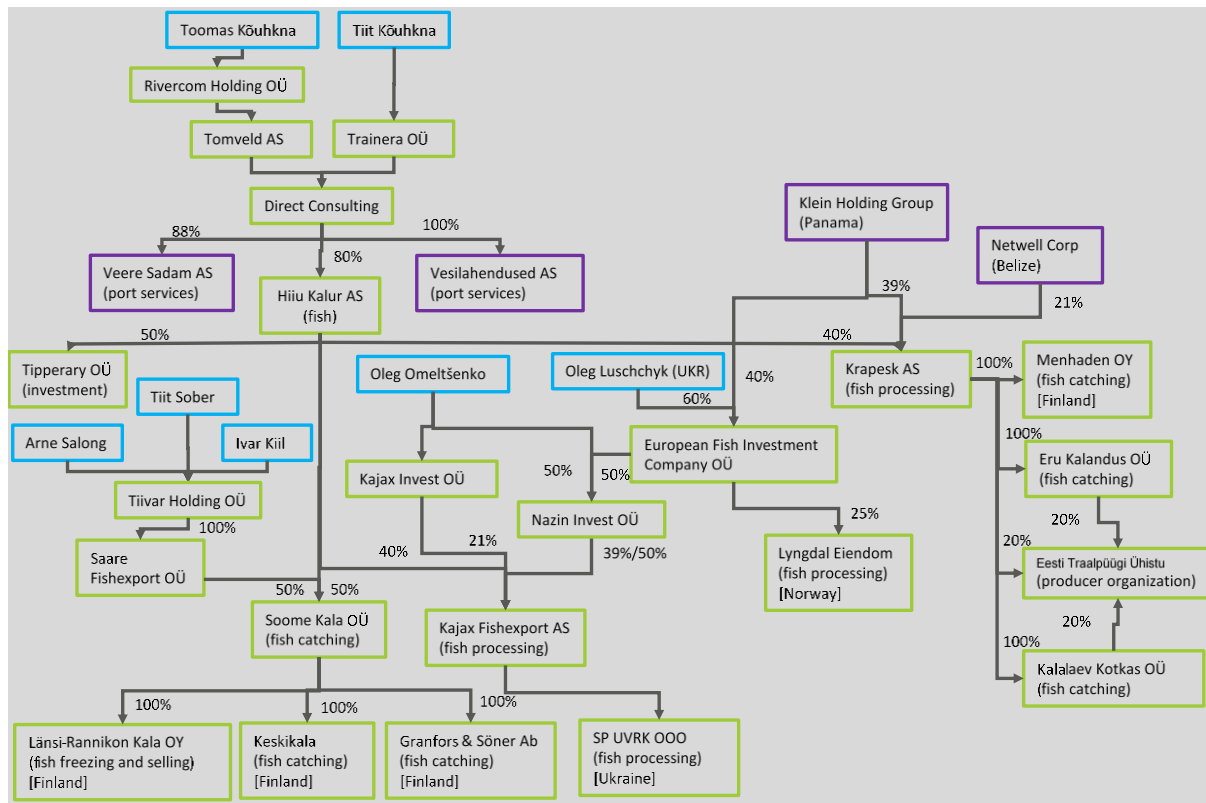 Toomas Kõuhkna
Tiit Kõuhkna
Rivercom Holding OÜ
Tomveld AS
Trainera OÜ
Direct Consulting
Klein Holding Group
(Panama)
Netwell Corp
(Belize)
88%
100%
80%
Veere Sadam AS
(port services)
Hiiu Kalur AS
(fish)
Vesilahendused AS
(port services)
39%
21%
50%
40%
Tipperary OÜ
(investment)
Oleg Omeltšenko
Oleg Luschchyk (UKR)
40%
60%
Krapesk AS
(fish processing)
100%
Menhaden OY
(fish catching)
[Finland]
Tiit Sober
Arne Salong
Ivar Kiil
Kajax Invest OÜ
European Fish Investment
Company OÜ
50%
50%
100%
Eru Kalandus OÜ
(fish catching)
Tiivar Holding OÜ
100%
Nazin Invest OÜ
25%
20%
Saare
Fishexport OÜ
40%
21%
39%/50%
Lyngdal Eiendom
(fish processing)
[Norway]
20%
Eesti Traalpüügi Ühistu
(producer organization)
50%
50%
Soome Kala OÜ
(fish catching)
Kajax Fishexport AS
(fish processing)
20%
100%
Kalalaev Kotkas OÜ
(fish catching)
100%
100%
100%
Länsi-Rannikon Kala OY
(fish freezing and selling)
[Finland]
Keskikala
(fish catching)
[Finland]
Granfors & Söner Ab
(fish catching)
[Finland]
SP UVRK OOO
(fish processing)
[Ukraine]